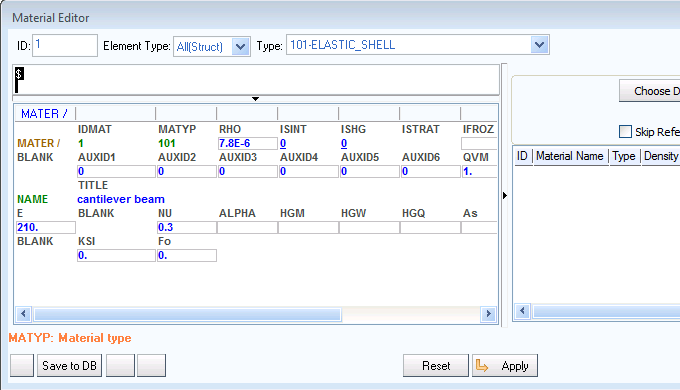 Material Editor
ID: 1 Element Type: All(Struct) Type: 101-ELASTIC_SHELL
$
Choose D
MATER /
Skip Refe
IDMAT MATYP RHO ISINT ISHG ISTRAT IFROZ
MATER / 1 101 7.8E-6 0 0
ID Material Name Type Density
BLANK AUXID1 AUXID2 AUXID3 AUXID4 AUXID5 AUXID6 QVM
0 0 0 0 0 0 1.
TITLE
NAME cantilever beam
E BLANK NU ALPHA HGM HGW HGQ As
210. 0.3
BLANK KSI Fo
0. 0.
MATYP: Material type
Save to DB Reset Apply